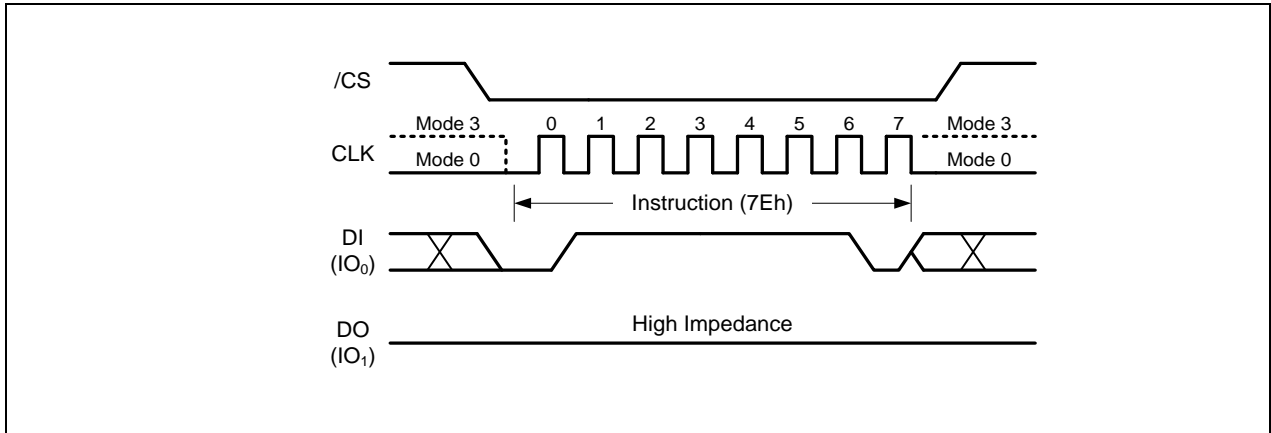 /CS
Mode 3 0 1 2 3 4 5 6 7 Mode 3
CLK
Mode 0 Mode 0
Instruction (7Eh)
DI
(IO₀)
High Impedance
DO
(IO₁)